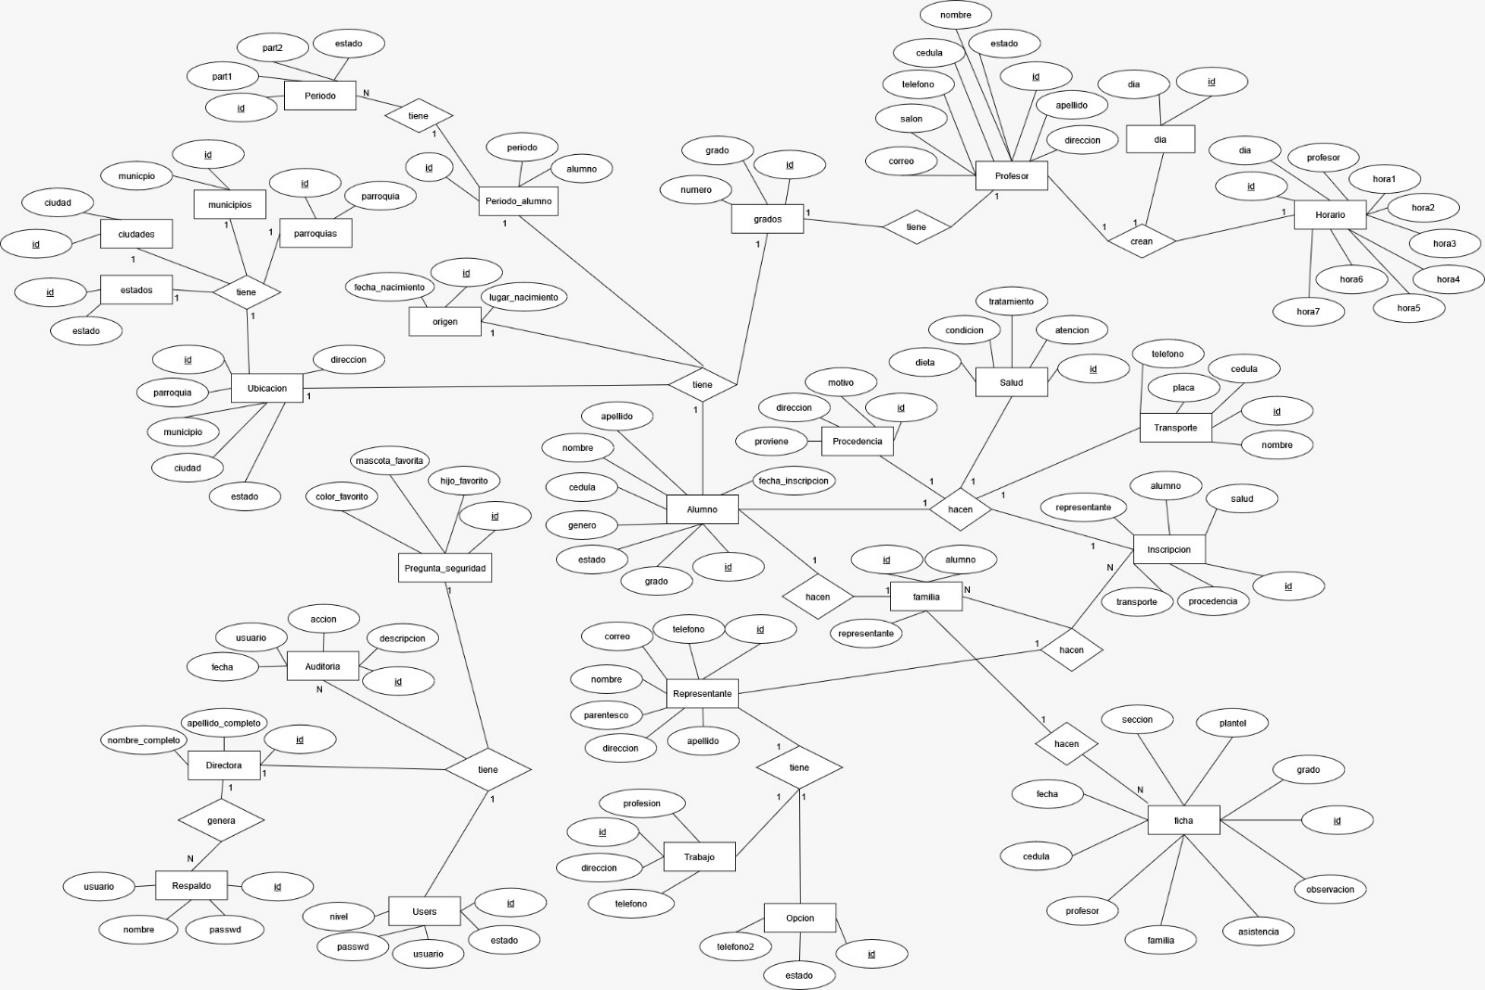 nombre
part2
estado
cedula
estado
part1
Periodo
N
id
tiene
1
telefono
id
dia
id
salon
apellido
correo
direccion
dia
Profesor
1
id
municpio
municipios
1
ciudad
ciudades
1
id
id
parroquia
parroquias
1
estados
1
id
estado
tiene
1
id
periodo
alumno
Periodo_alumno
1
grado
id
numero
grados
1
1
tiene
1
1
crean
1
dia
profesor
id
hora1
hora2
hora3
hora4
hora5
hora6
hora7
Horario
fecha_nacimiento
id
lugar_nacimiento
origen
1
id
direccion
parroquia
Ubicacion
1
municipio
ciudad
estado
tiene
1
tratamiento
condicion
atencion
dieta
id
Salud
motivo
direccion
id
proviene
Procedencia
telefono
cedula
placa
id
nombre
Transporte
apellido
nombre
cedula
genero
estado
grado
id
fecha_inscripcion
Alumno
1
1
1
1
hacen
1
mascota_favorita
color_favorito
hijo_favorito
id
Pregunta_seguridad
1
alumno
representante
salud
Inscripcion
N
id
transporte
procedencia
1
hacen
1
id
alumno
familia
N
representante
1
hacen
accion
usuario
descripcion
fecha
Auditoria
id
N
correo
telefono
id
nombre
Representante
parentesco
direccion
apellido
1
tiene
1
1
apellido_completo
nombre_completo
id
Directora
1
1
tiene
1
genera
N
usuario
Respaldo
id
nombre
passwd
nivel
Users
id
passwd
usuario
estado
profesion
id
Trabajo
direccion
telefono
Opcion
telefono2
id
estado
1
hacen
N
seccion
plantel
fecha
grado
ficha
id
cedula
observacion
profesor
familia
asistencia